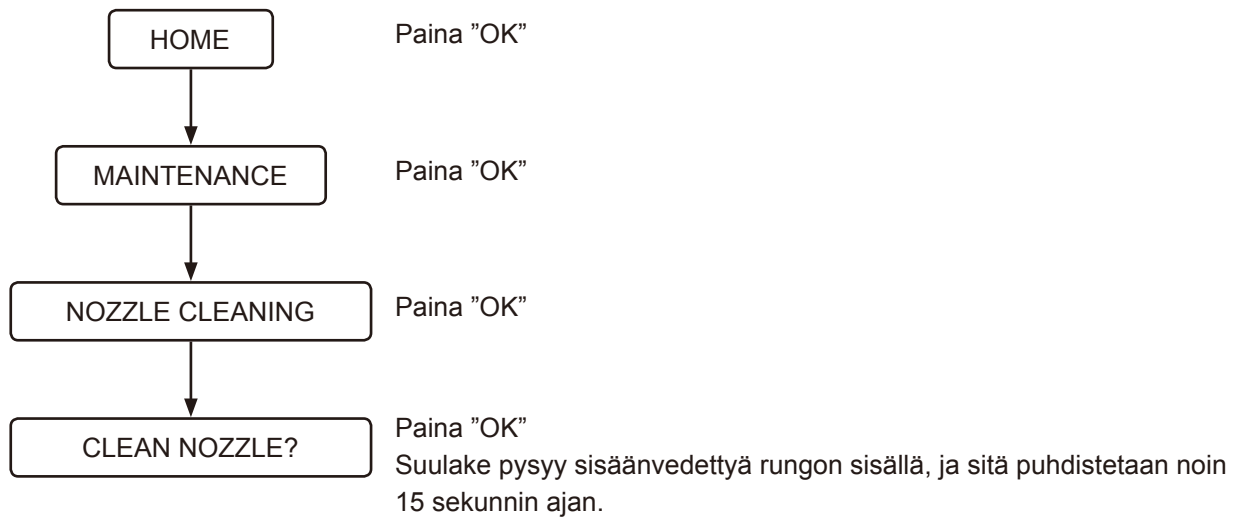 HOME
Paina ”OK”
MAINTENANCE
Paina ”OK”
NOZZLE CLEANING
Paina ”OK”
CLEAN NOZZLE?
Paina ”OK”
Suulake pysyy sisäänvedettyä rungon sisällä, ja sitä puhdistetaan noin
15 sekunnin ajan.